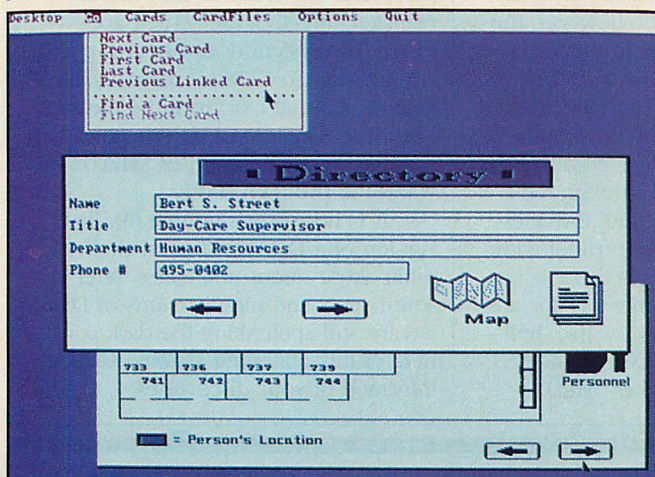 Desktop Go Cards CardFiles Options Quit
Next Card
Previous Card
First Card
Last Card
Previous Linked Card
Find a Card
Find Next Card
Directory
Name Bert S. Street
Title Day-Care Supervisor
Department Human Resources
Phone # 495-0402
Map
733 736 737 739
741 742 743 744
Personnel
= Person's Location